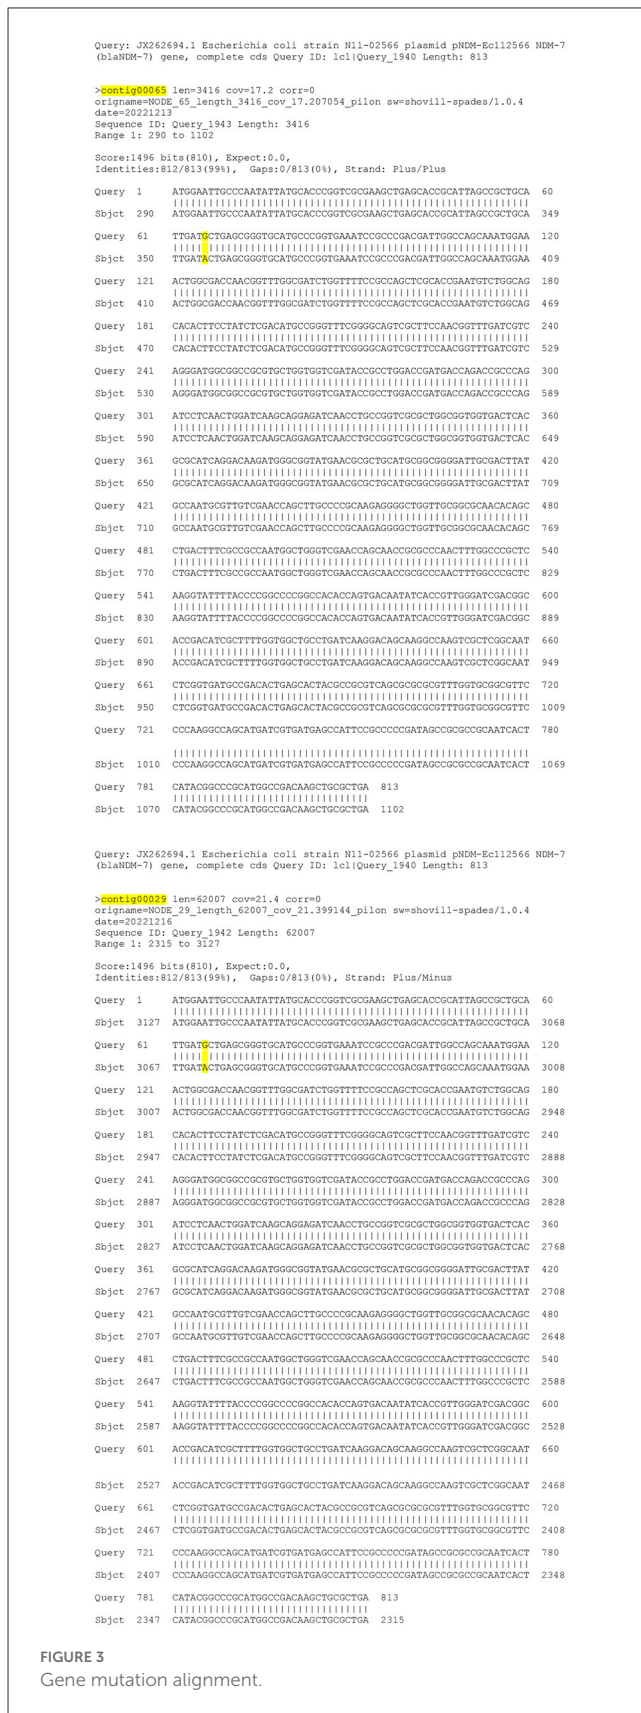 Query: JX262694.1 Escherichia coli strain N11-02566 plasmid pNDM-Ec112566 NDM-7
(blaNDM-7) gene, complete cds Query ID: lcl|Query_1940 Length: 813
>contig00065 len=3416 cov=17.2 corr=0
origname=NODE_65_length_3416_cov_17.207054_pilon sw=shovill-spades/1.0.4
date=20221213
Sequence ID: Query_1943 Length: 3416
Range 1: 290 to 1102
Score:1496 bits(810), Expect:0.0,
Identities:812/813(99%), Gaps:0/813(0%), Strand: Plus/Plus
Query 1 ATGGAATTGCCCAATATTATGCACCCGGTCGCGAAGCTGAGCACCGCATTAGCCGCTGCA 60
Sbjct 290 ATGGAATTGCCCAATATTATGCACCCGGTCGCGAAGCTGAGCACCGCATTAGCCGCTGCA 349
Query 61 TTGATGCTGAGCGGGTGCATGCCCGGTGAAATCCGCCCGACGATTGGCCAGCAAATGGAA 120
Sbjct 350 TTGATACTGAGCGGGTGCATGCCCGGTGAAATCCGCCCGACGATTGGCCAGCAAATGGAA 409
Query 121 ACTGGCGACCAACGGTTTGGCGATCTGGTTTTCCGCCAGCTCGCACCGAATGTCTGGCAG 180
Sbjct 410 ACTGGCGACCAACGGTTTGGCGATCTGGTTTTCCGCCAGCTCGCACCGAATGTCTGGCAG 469
Query 181 CACACTTCCTATCTCGACATGCCGGGTTTCGGGGCAGTCGCTTCCAACGGTTTGATCGTC 240
Sbjct 470 CACACTTCCTATCTCGACATGCCGGGTTTCGGGGCAGTCGCTTCCAACGGTTTGATCGTC 529
Query 241 AGGGATGGCGGCCGCGTGCTGGTGGTCGATACCGCCTGGACCGATGACCAGACCGCCCAG 300
Sbjct 530 AGGGATGGCGGCCGCGTGCTGGTGGTCGATACCGCCTGGACCGATGACCAGACCGCCCAG 589
Query 301 ATCCTCAACTGGATCAAGCAGGAGATCAACCTGCCGGTCGCGCTGGCGGTGGTGACTCAC 360
Sbjct 590 ATCCTCAACTGGATCAAGCAGGAGATCAACCTGCCGGTCGCGCTGGCGGTGGTGACTCAC 649
Query 361 GCGCATCAGGACAAGATGGGCGGTATGAACGCGCTGCATGCGGCGGGGATTGCGACTTAT 420
Sbjct 650 GCGCATCAGGACAAGATGGGCGGTATGAACGCGCTGCATGCGGCGGGGATTGCGACTTAT 709
Query 421 GCCAATGCGTTGTCGAACCAGCTTGCCCCGCAAGAGGGGCTGGTTGCGGCGCAACACAGC 480
Sbjct 710 GCCAATGCGTTGTCGAACCAGCTTGCCCCGCAAGAGGGGCTGGTTGCGGCGCAACACAGC 769
Query 481 CTGACTTTCGCCGCCAATGGCTGGGTCGAACCAGCAACCGCGCCCAACTTTGGCCCGCTC 540
Sbjct 770 CTGACTTTCGCCGCCAATGGCTGGGTCGAACCAGCAACCGCGCCCAACTTTGGCCCGCTC 829
Query 541 AAGGTATTTTACCCCGGCCCCGGCCACACCAGTGACAATATCACCGTTGGGATCGACGGC 600
Sbjct 830 AAGGTATTTTACCCCGGCCCCGGCCACACCAGTGACAATATCACCGTTGGGATCGACGGC 889
Query 601 ACCGACATCGCTTTTGGTGGCTGCCTGATCAAGGACAGCAAGGCCAAGTCGCTCGGCAAT 660
Sbjct 890 ACCGACATCGCTTTTGGTGGCTGCCTGATCAAGGACAGCAAGGCCAAGTCGCTCGGCAAT 949
Query 661 CTCGGTGATGCCGACACTGAGCACTACGCCGCGTCAGCGCGCGCGTTTGGTGCGGCGTTC 720
Sbjct 950 CTCGGTGATGCCGACACTGAGCACTACGCCGCGTCAGCGCGCGCGTTTGGTGCGGCGTTC 1009
Query 721 CCCAAGGCCAGCATGATCGTGATGAGCCATTCCGCCCCCGATAGCCGCGCCGCAATCACT 780
Sbjct 1010 CCCAAGGCCAGCATGATCGTGATGAGCCATTCCGCCCCCGATAGCCGCGCCGCAATCACT 1069
Query 781 CATACGGCCCGCATGGCCGACAAGCTGCGCTGA 813
Sbjct 1070 CATACGGCCCGCATGGCCGACAAGCTGCGCTGA 1102
Query: JX262694.1 Escherichia coli strain N11-02566 plasmid pNDM-Ec112566 NDM-7
(blaNDM-7) gene, complete cds Query ID: lcl|Query_1940 Length: 813
>contig00029 len=62007 cov=21.4 corr=0
origname=NODE_29_length_62007_cov_21.399144_pilon sw=shovill-spades/1.0.4
date=20221216
Sequence ID: Query_1942 Length: 62007
Range 1: 2315 to 3127
Score:1496 bits(810), Expect:0.0,
Identities:812/813(99%), Gaps:0/813(0%), Strand: Plus/Minus
Query 1 ATGGAATTGCCCAATATTATGCACCCGGTCGCGAAGCTGAGCACCGCATTAGCCGCTGCA 60
Sbjct 3127 ATGGAATTGCCCAATATTATGCACCCGGTCGCGAAGCTGAGCACCGCATTAGCCGCTGCA 3068
Query 61 TTGATGCTGAGCGGGTGCATGCCCGGTGAAATCCGCCCGACGATTGGCCAGCAAATGGAA 120
Sbjct 3067 TTGATACTGAGCGGGTGCATGCCCGGTGAAATCCGCCCGACGATTGGCCAGCAAATGGAA 3008
Query 121 ACTGGCGACCAACGGTTTGGCGATCTGGTTTTCCGCCAGCTCGCACCGAATGTCTGGCAG 180
Sbjct 3007 ACTGGCGACCAACGGTTTGGCGATCTGGTTTTCCGCCAGCTCGCACCGAATGTCTGGCAG 2948
Query 181 CACACTTCCTATCTCGACATGCCGGGTTTCGGGGCAGTCGCTTCCAACGGTTTGATCGTC 240
Sbjct 2947 CACACTTCCTATCTCGACATGCCGGGTTTCGGGGCAGTCGCTTCCAACGGTTTGATCGTC 2888
Query 241 AGGGATGGCGGCCGCGTGCTGGTGGTCGATACCGCCTGGACCGATGACCAGACCGCCCAG 300
Sbjct 2887 AGGGATGGCGGCCGCGTGCTGGTGGTCGATACCGCCTGGACCGATGACCAGACCGCCCAG 2828
Query 301 ATCCTCAACTGGATCAAGCAGGAGATCAACCTGCCGGTCGCGCTGGCGGTGGTGACTCAC 360
Sbjct 2827 ATCCTCAACTGGATCAAGCAGGAGATCAACCTGCCGGTCGCGCTGGCGGTGGTGACTCAC 2768
Query 361 GCGCATCAGGACAAGATGGGCGGTATGAACGCGCTGCATGCGGCGGGGATTGCGACTTAT 420
Sbjct 2767 GCGCATCAGGACAAGATGGGCGGTATGAACGCGCTGCATGCGGCGGGGATTGCGACTTAT 2708
Query 421 GCCAATGCGTTGTCGAACCAGCTTGCCCCGCAAGAGGGGCTGGTTGCGGCGCAACACAGC 480
Sbjct 2707 GCCAATGCGTTGTCGAACCAGCTTGCCCCGCAAGAGGGGCTGGTTGCGGCGCAACACAGC 2648
Query 481 CTGACTTTCGCCGCCAATGGCTGGGTCGAACCAGCAACCGCGCCCAACTTTGGCCCGCTC 540
Sbjct 2647 CTGACTTTCGCCGCCAATGGCTGGGTCGAACCAGCAACCGCGCCCAACTTTGGCCCGCTC 2588
Query 541 AAGGTATTTTACCCCGGCCCCGGCCACACCAGTGACAATATCACCGTTGGGATCGACGGC 600
Sbjct 2587 AAGGTATTTTACCCCGGCCCCGGCCACACCAGTGACAATATCACCGTTGGGATCGACGGC 2528
Query 601 ACCGACATCGCTTTTGGTGGCTGCCTGATCAAGGACAGCAAGGCCAAGTCGCTCGGCAAT 660
Sbjct 2527 ACCGACATCGCTTTTGGTGGCTGCCTGATCAAGGACAGCAAGGCCAAGTCGCTCGGCAAT 2468
Query 661 CTCGGTGATGCCGACACTGAGCACTACGCCGCGTCAGCGCGCGCGTTTGGTGCGGCGTTC 720
Sbjct 2467 CTCGGTGATGCCGACACTGAGCACTACGCCGCGTCAGCGCGCGCGTTTGGTGCGGCGTTC 2408
Query 721 CCCAAGGCCAGCATGATCGTGATGAGCCATTCCGCCCCCGATAGCCGCGCCGCAATCACT 780
Sbjct 2407 CCCAAGGCCAGCATGATCGTGATGAGCCATTCCGCCCCCGATAGCCGCGCCGCAATCACT 2348
Query 781 CATACGGCCCGCATGGCCGACAAGCTGCGCTGA 813
Sbjct 2347 CATACGGCCCGCATGGCCGACAAGCTGCGCTGA 2315
FIGURE 3
Gene mutation alignment.